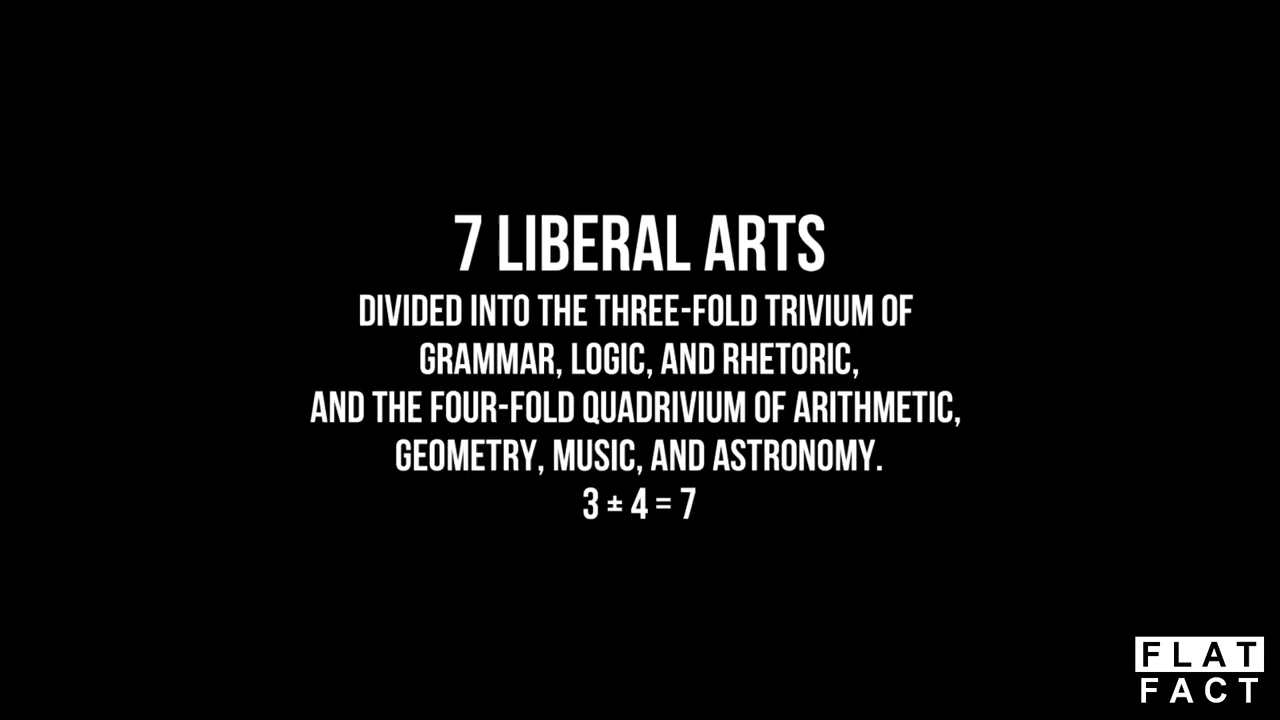 7 LIBERAL ARTS
DIVIDED INTO THE THREE-FOLD TRIVIUM OF
GRAMMAR, LOGIC, AND RHETORIC,
AND THE FOUR-FOLD QUADRIVIUM OF ARITHMETIC,
GEOMETRY, MUSIC, AND ASTRONOMY.
3 ± 4 = 7
FLAT
FACT